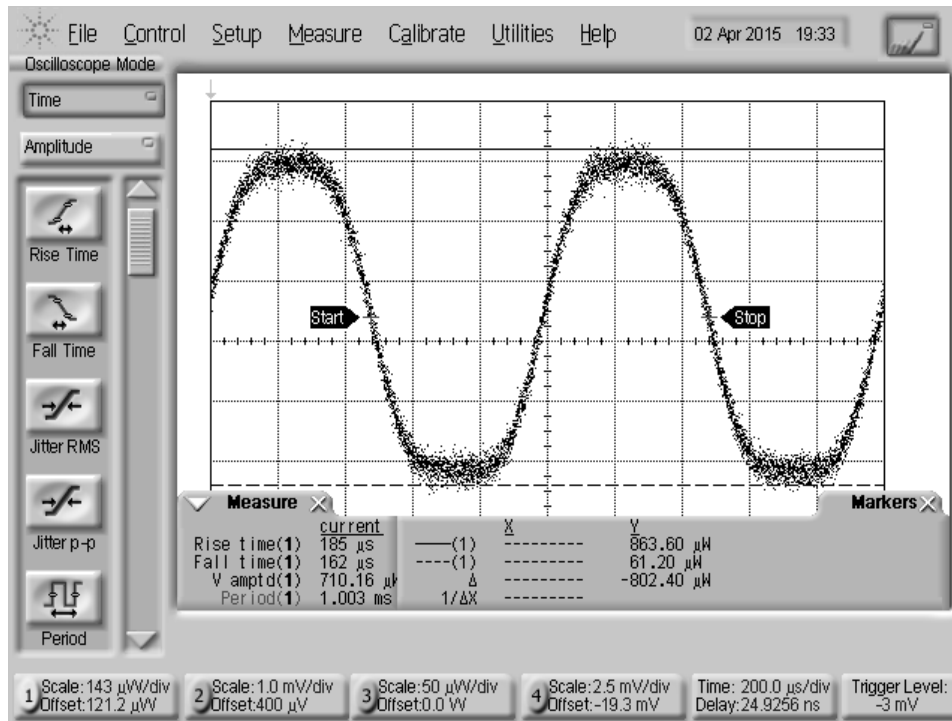 File Control Setup Measure Calibrate Utilities Help 02 Apr 2015 19:33
Oscilloscope Mode
Time
Amplitude
Rise Time
Fall Time
Jitter RMS
Jitter p-p
Period
Start
Stop
Measure
Markers
current X Y
Rise time(1) 185 µs ——(1) --------- 863.60 µW
Fall time(1) 162 µs ----(1) --------- 61.20 µW
V amptd(1) 710.16 µW Δ --------- -802.40 µW
Period(1) 1.003 ms 1/ΔX ---------
1 Scale: 143 µW/div
Offset:121.2 µW
2 Scale: 1.0 mV/div
Offset:400 µV
3 Scale:50 µW/div
Offset:0.0 W
4 Scale:2.5 mV/div
Offset:-19.3 mV
Time: 200.0 µs/div
Delay:24.9256 ns
Trigger Level:
-3 mV